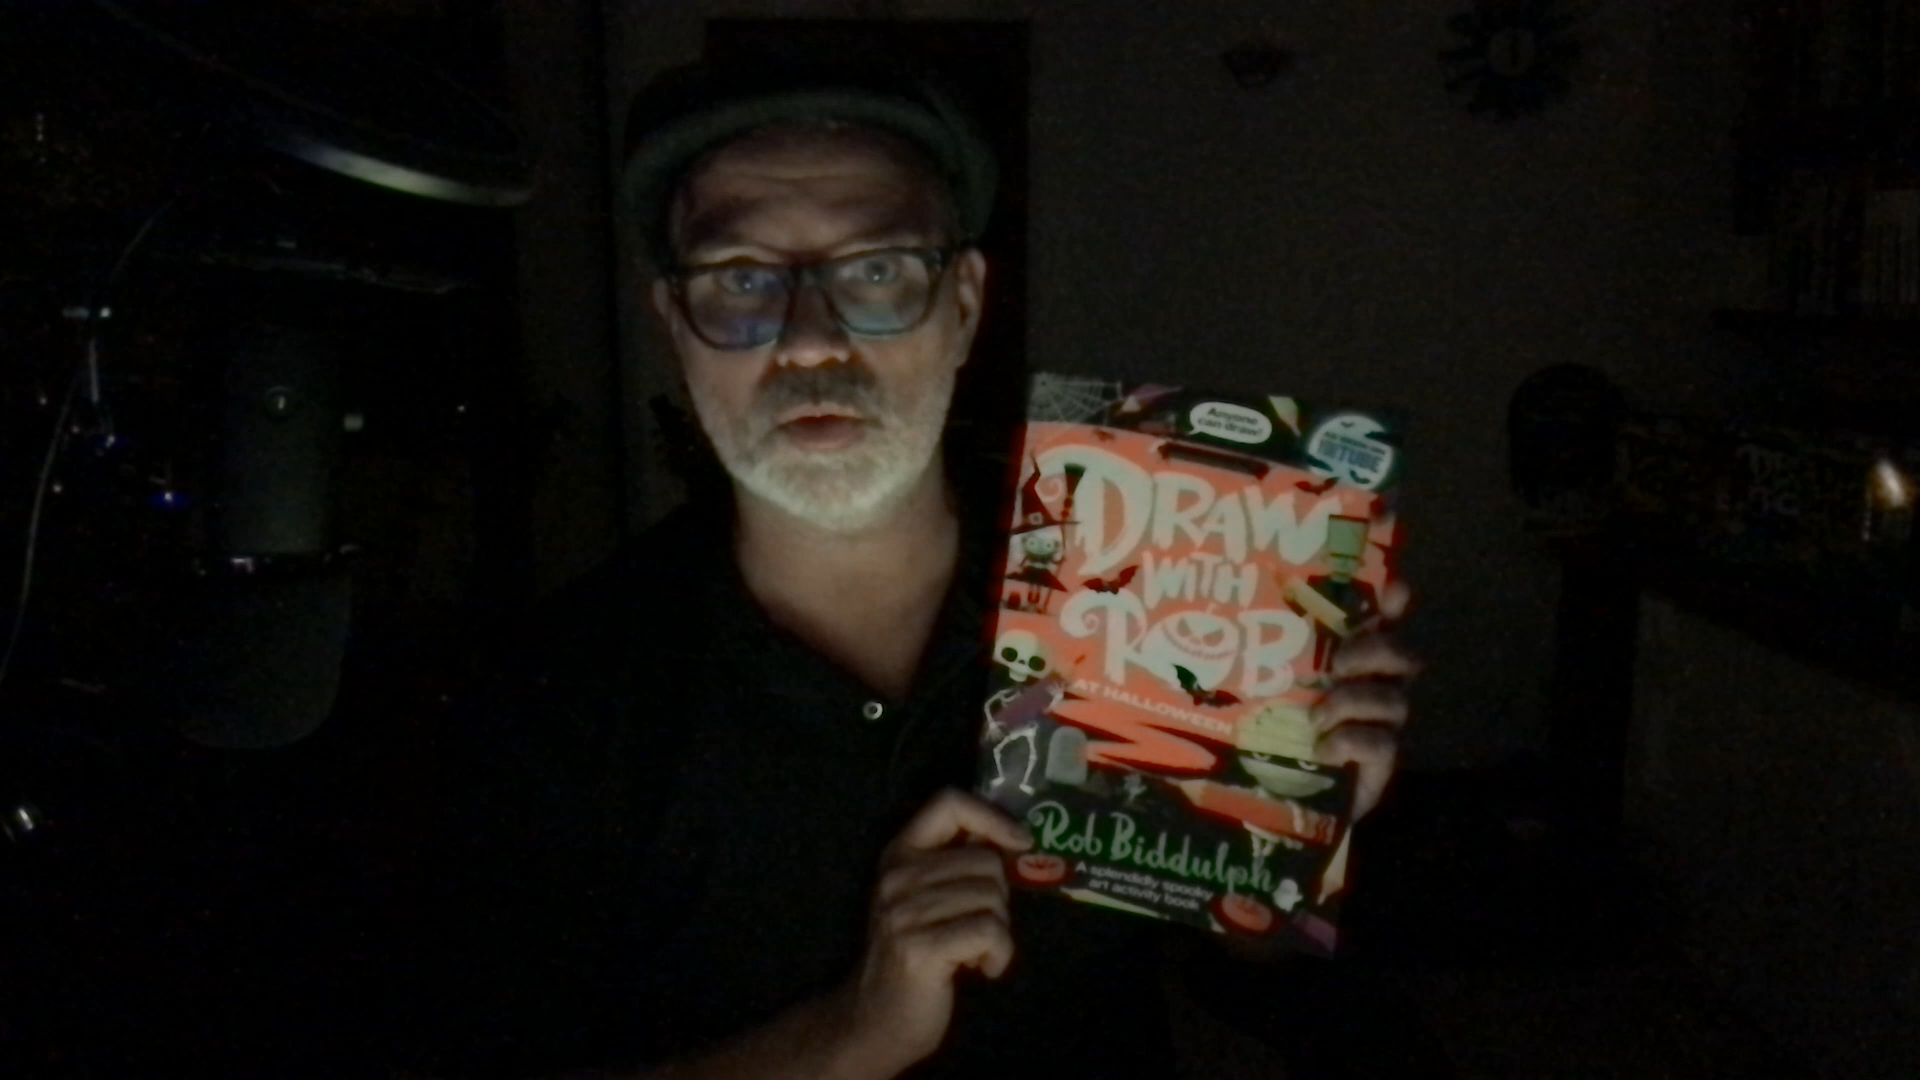 Anyone
can draw!
DRAW
WITH
ROB
AT HALLOWEEN
Rob Biddulph
A splendidly spooky
art activity book